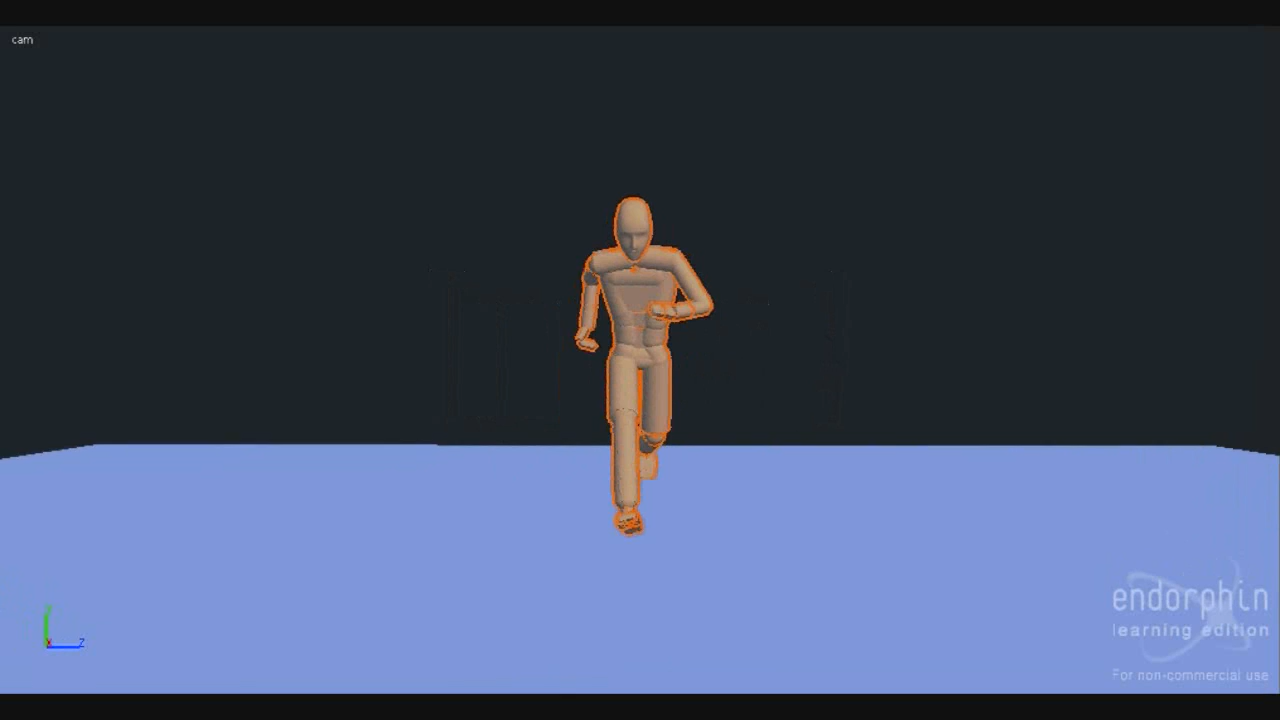 cam
endorphin
learning edition
For non-commercial use
Z